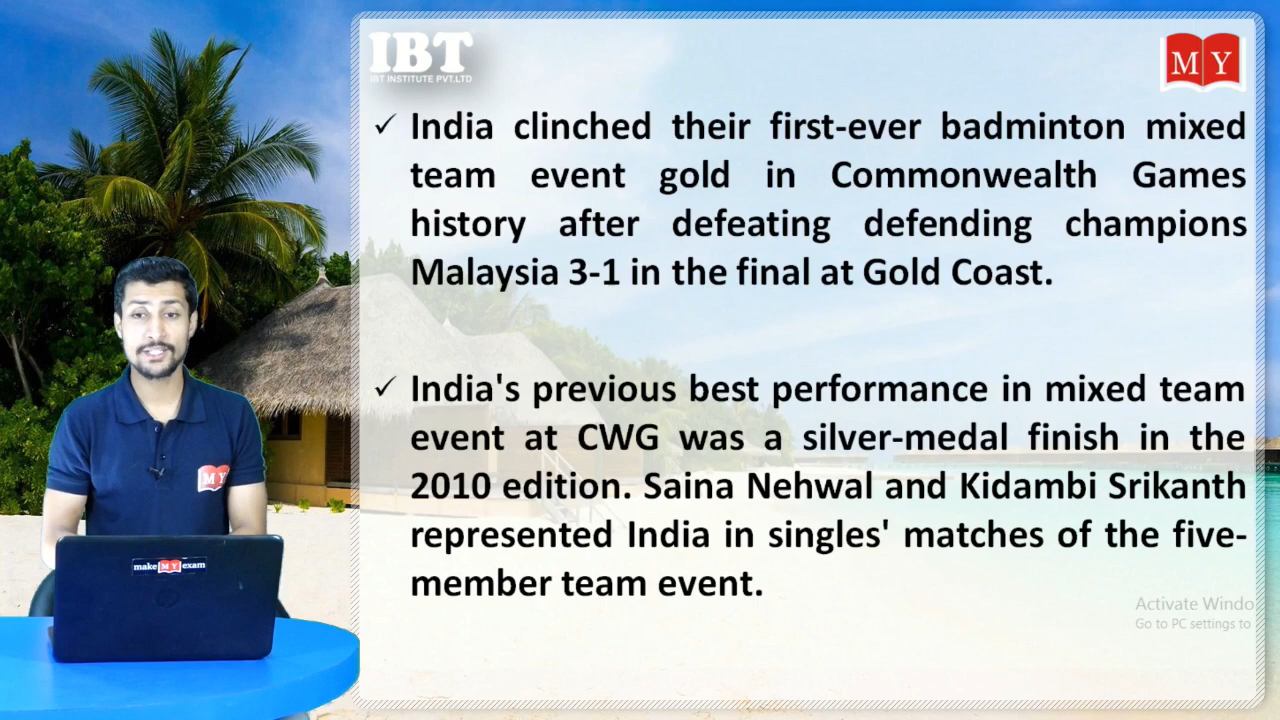 IBT
IBT INSTITUTE PVT.LTD
MY
✓ India clinched their first-ever badminton mixed
team event gold in Commonwealth Games
history after defeating defending champions
Malaysia 3-1 in the final at Gold Coast.
✓ India's previous best performance in mixed team
event at CWG was a silver-medal finish in the
2010 edition. Saina Nehwal and Kidambi Srikanth
represented India in singles' matches of the five-
member team event.
MY
make MY exam
Activate Windo
Go to PC settings to